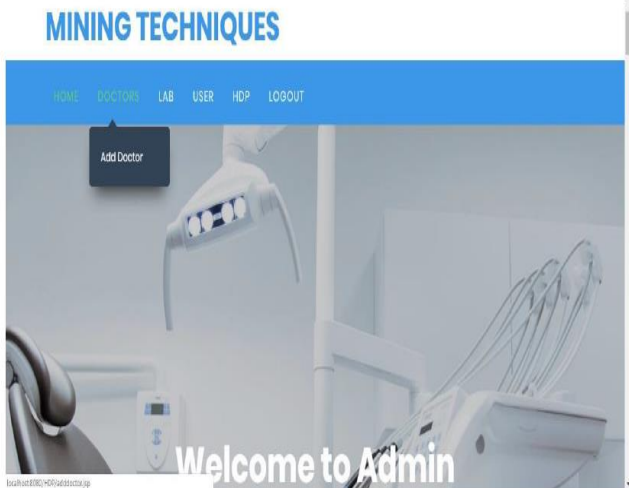 MINING TECHNIQUES
HOME DOCTORS LAB USER HDP LOGOUT
Add Doctor
Welcome to Admin
localhost:8080/HDP/adddoctor.jsp